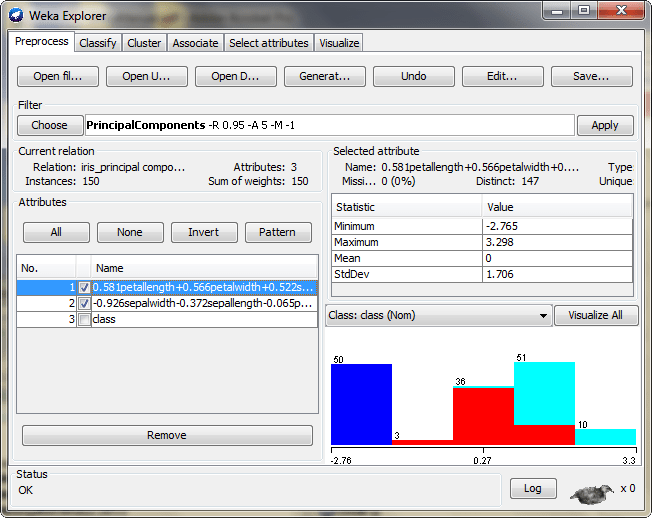 Weka Explorer
Preprocess Classify Cluster Associate Select attributes Visualize
Open fil... Open U... Open D... Generat... Undo Edit... Save...
Filter
Choose PrincipalComponents -R 0.95 -A 5 -M -1 Apply
Current relation
Relation: iris_principal compo... Attributes: 3
Instances: 150 Sum of weights: 150
Selected attribute
Name: 0.581petallength+0.566petalwidth+0.... Type
Missi... 0 (0%) Distinct: 147 Unique
Attributes
All None Invert Pattern
No. Name
1 0.581petallength+0.566petalwidth+0.522s...
2 -0.926sepalwidth-0.372sepallength-0.065p...
3 class
Remove
Statistic Value
Minimum -2.765
Maximum 3.298
Mean 0
StdDev 1.706
Class: class (Nom) Visualize All
50
3
36
51
10
-2.76 0.27 3.3
Status
OK
Log x 0